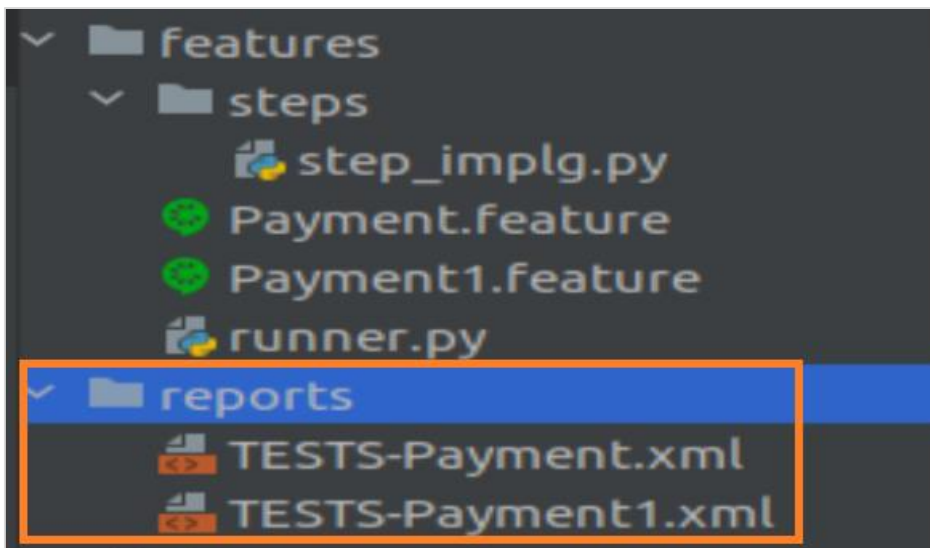 features
steps
step_implg.py
Payment.feature
Payment1.feature
runner.py
reports
TESTS-Payment.xml
TESTS-Payment1.xml